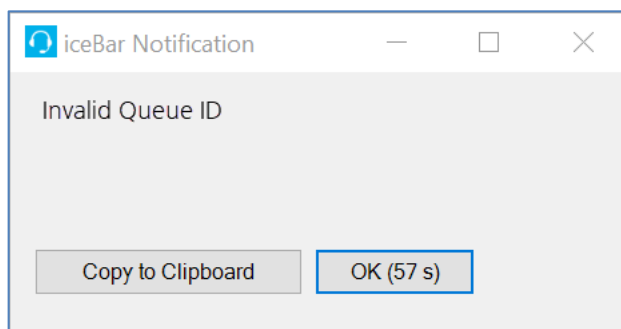 iceBar Notification
Invalid Queue ID
Copy to Clipboard OK (57 s)